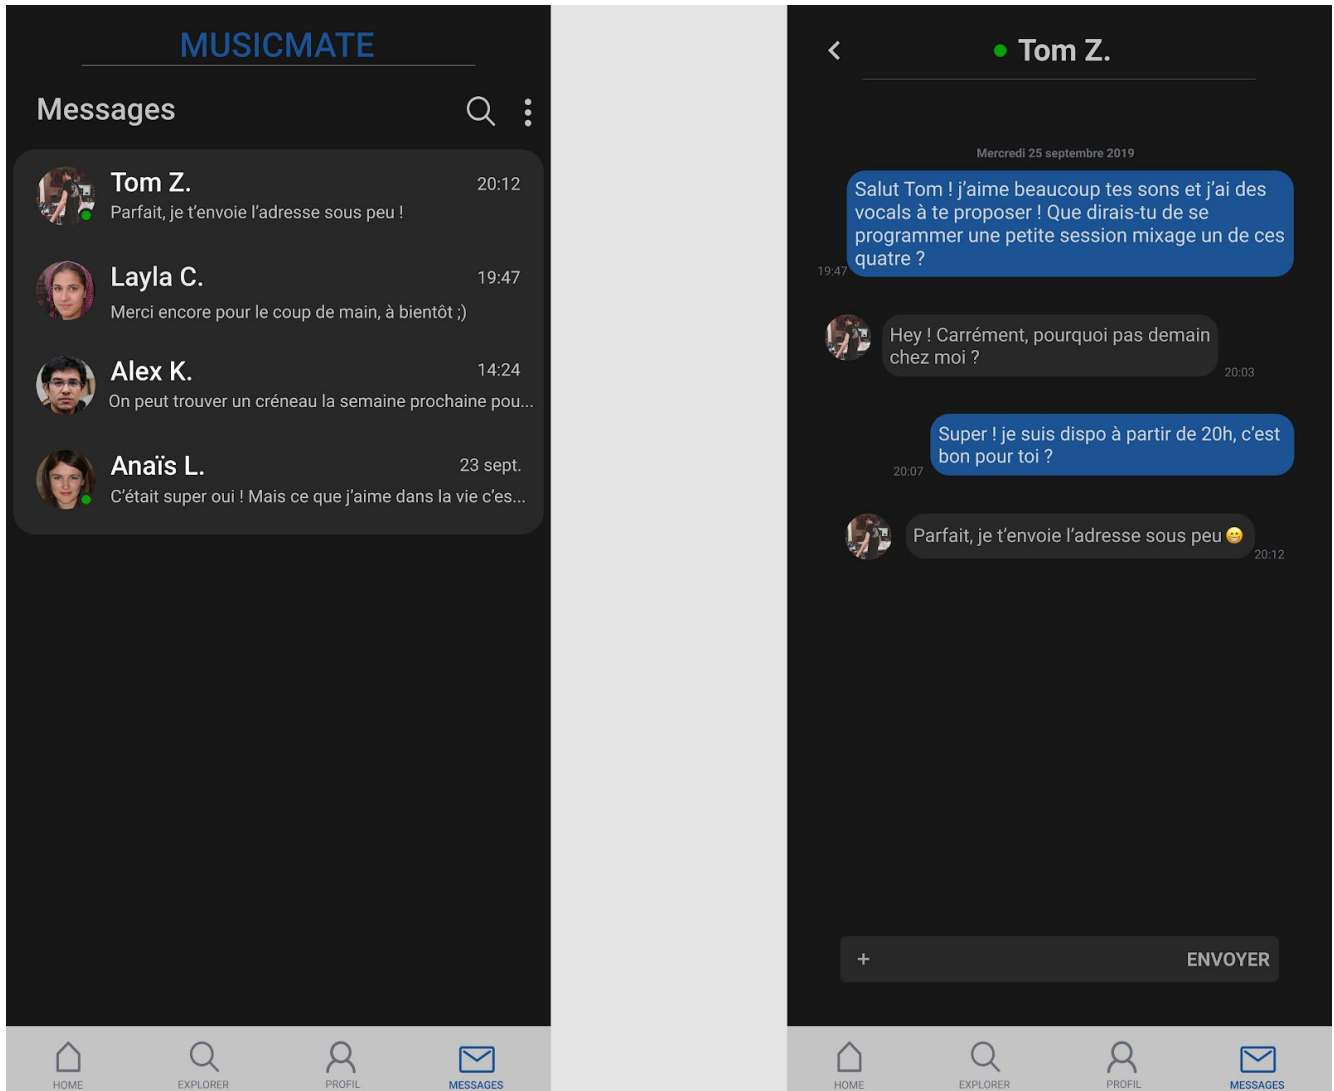 MUSICMATE
Messages
Tom Z.
20:12
Parfait, je t'envoie l'adresse sous peu !
Layla C.
19:47
Merci encore pour le coup de main, à bientôt ;)
Alex K.
14:24
On peut trouver un créneau la semaine prochaine pou...
Anaïs L.
23 sept.
C'était super oui ! Mais ce que j'aime dans la vie c'es...
HOME
EXPLORER
PROFIL
MESSAGES
Tom Z.
Mercredi 25 septembre 2019
Salut Tom ! j'aime beaucoup tes sons et j'ai des
vocals à te proposer ! Que dirais-tu de se
programmer une petite session mixage un de ces
quatre ?
19:47
Hey ! Carrément, pourquoi pas demain
chez moi ?
20:03
Super ! je suis dispo à partir de 20h, c'est
bon pour toi ?
20:07
Parfait, je t'envoie l'adresse sous peu 😁
20:12
+
ENVOYER
HOME
EXPLORER
PROFIL
MESSAGES